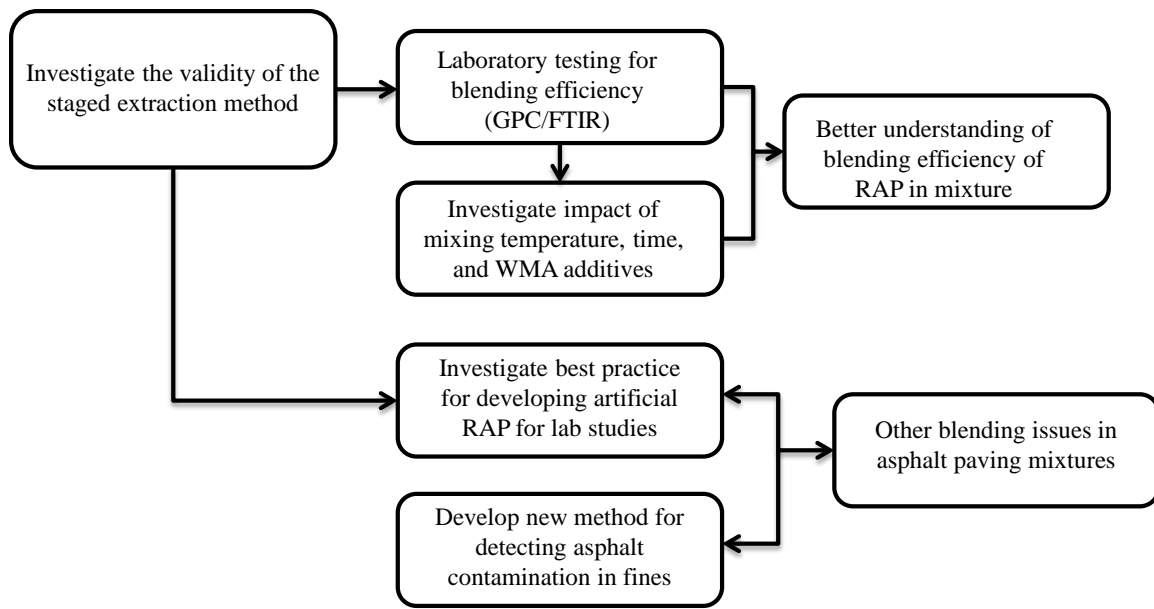 Investigate the validity of the
staged extraction method
Laboratory testing for
blending efficiency
(GPC/FTIR)
Investigate impact of
mixing temperature, time,
and WMA additives
Better understanding of
blending efficiency of
RAP in mixture
Investigate best practice
for developing artificial
RAP for lab studies
Develop new method for
detecting asphalt
contamination in fines
Other blending issues in
asphalt paving mixtures